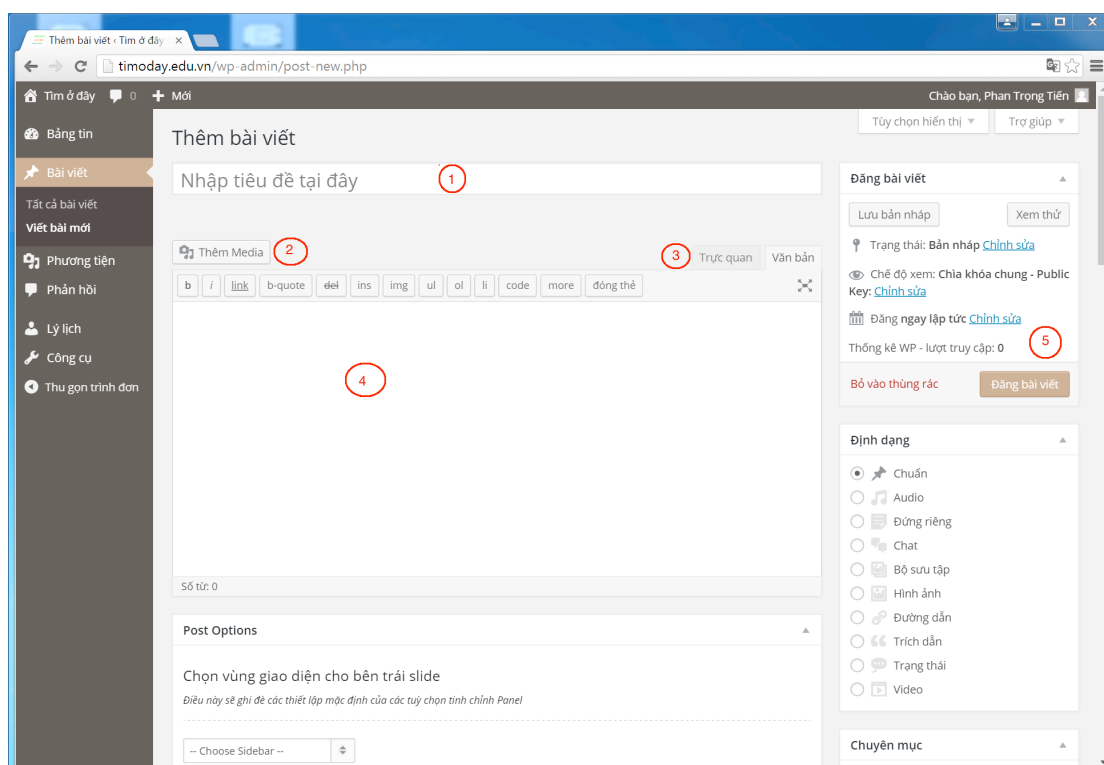 Thêm bài viết ‹ Tìm ở đây
timoday.edu.vn/wp-admin/post-new.php
Tìm ở đây 0 + Mới
Chào bạn, Phan Trọng Tiến
Bảng tin
Bài viết
Tất cả bài viết
Viết bài mới
Phương tiện
Phản hồi
Lý lịch
Công cụ
Thu gọn trình đơn
Tùy chọn hiển thị
Trợ giúp
Thêm bài viết
Nhập tiêu đề tại đây
1
Thêm Media
2
3
Trực quan
Văn bản
b i link b-quote del ins img ul ol li code more đóng thẻ
4
Số từ: 0
Post Options
Chọn vùng giao diện cho bên trái slide
Điều này sẽ ghi đè các thiết lập mặc định của các tuỳ chọn tinh chỉnh Panel
-- Choose Sidebar --
Đăng bài viết
Lưu bản nháp
Xem thử
Trạng thái: Bản nháp Chỉnh sửa
Chế độ xem: Chìa khóa chung - Public
Key: Chỉnh sửa
Đăng ngay lập tức Chỉnh sửa
5
Thống kê WP - lượt truy cập: 0
Bỏ vào thùng rác
Đăng bài viết
Định dạng
Chuẩn
Audio
Đứng riêng
Chat
Bộ sưu tập
Hình ảnh
Đường dẫn
Trích dẫn
Trạng thái
Video
Chuyên mục